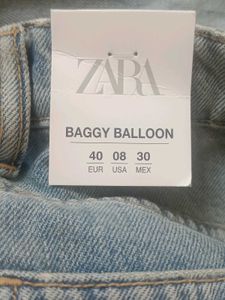 ZARA
BAGGY BALLOON
40 08 30
EUR USA MEX